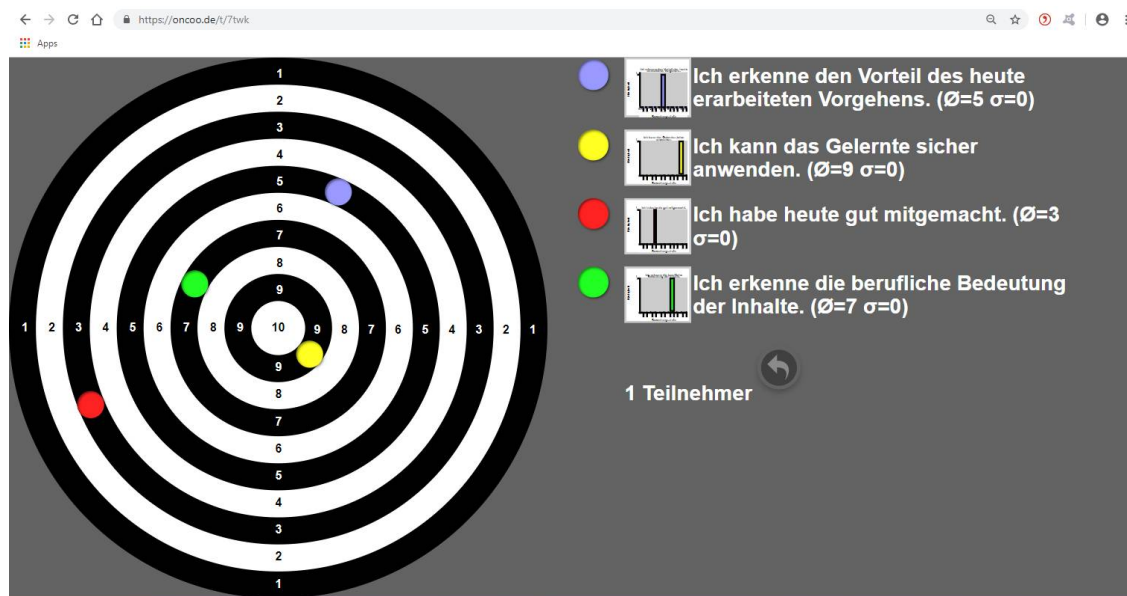 https://oncoo.de/t/7twk
Apps
1
2
3
4
5
6
7
8
9
1 2 3 4 5 6 7 8 9 10 9 8 7 6 5 4 3 2 1
9
8
7
6
5
4
3
2
1
Ich erkenne den Vorteil des heute
erarbeiteten Vorgehens. (Ø=5 σ=0)
Ich kann das Gelernte sicher
anwenden. (Ø=9 σ=0)
Ich habe heute gut mitgemacht. (Ø=3
σ=0)
Ich erkenne die berufliche Bedeutung
der Inhalte. (Ø=7 σ=0)
1 Teilnehmer